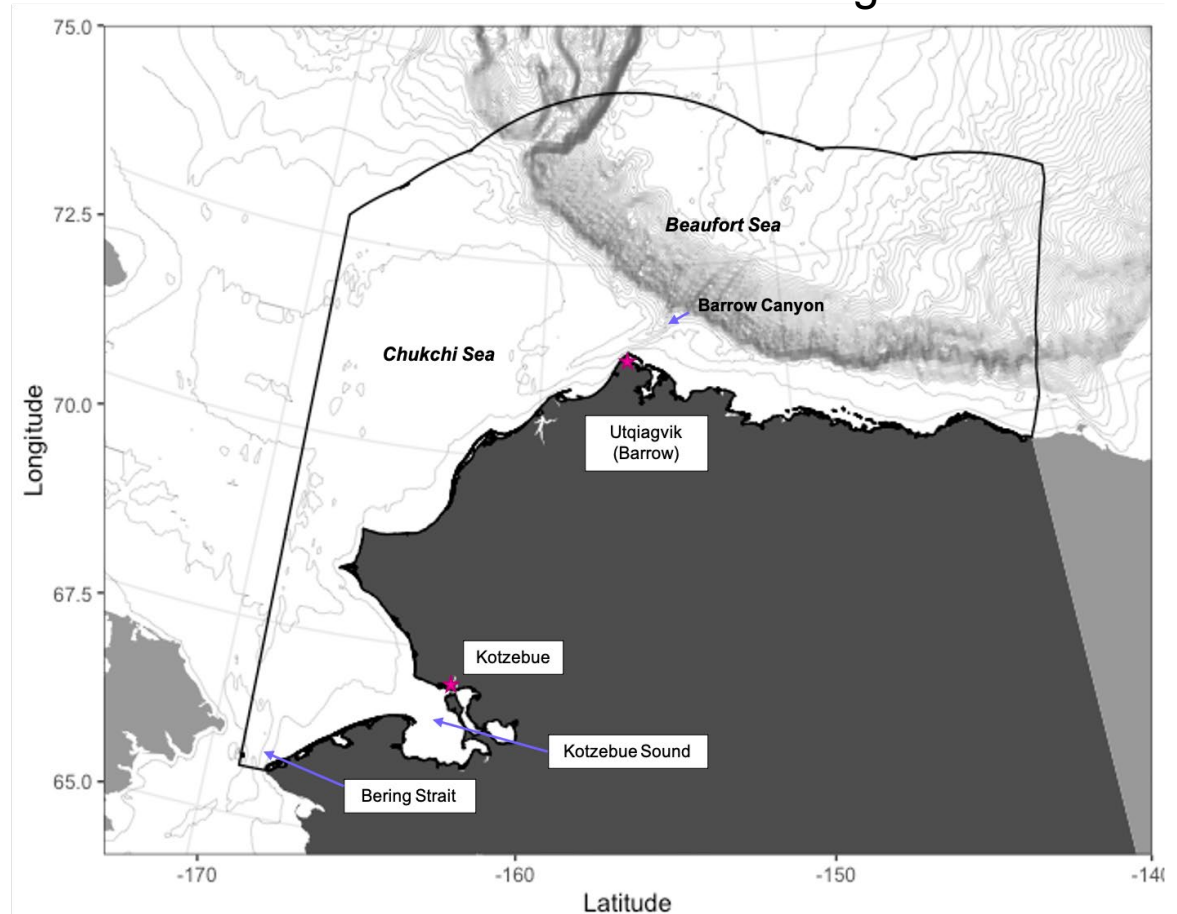 g
75.0
72.5
Beaufort Sea
Barrow Canyon
Chukchi Sea
70.0
Utqiagvik
(Barrow)
Longitude
67.5
Kotzebue
Kotzebue Sound
65.0
Bering Strait
-170
-160
-150
-140
Latitude